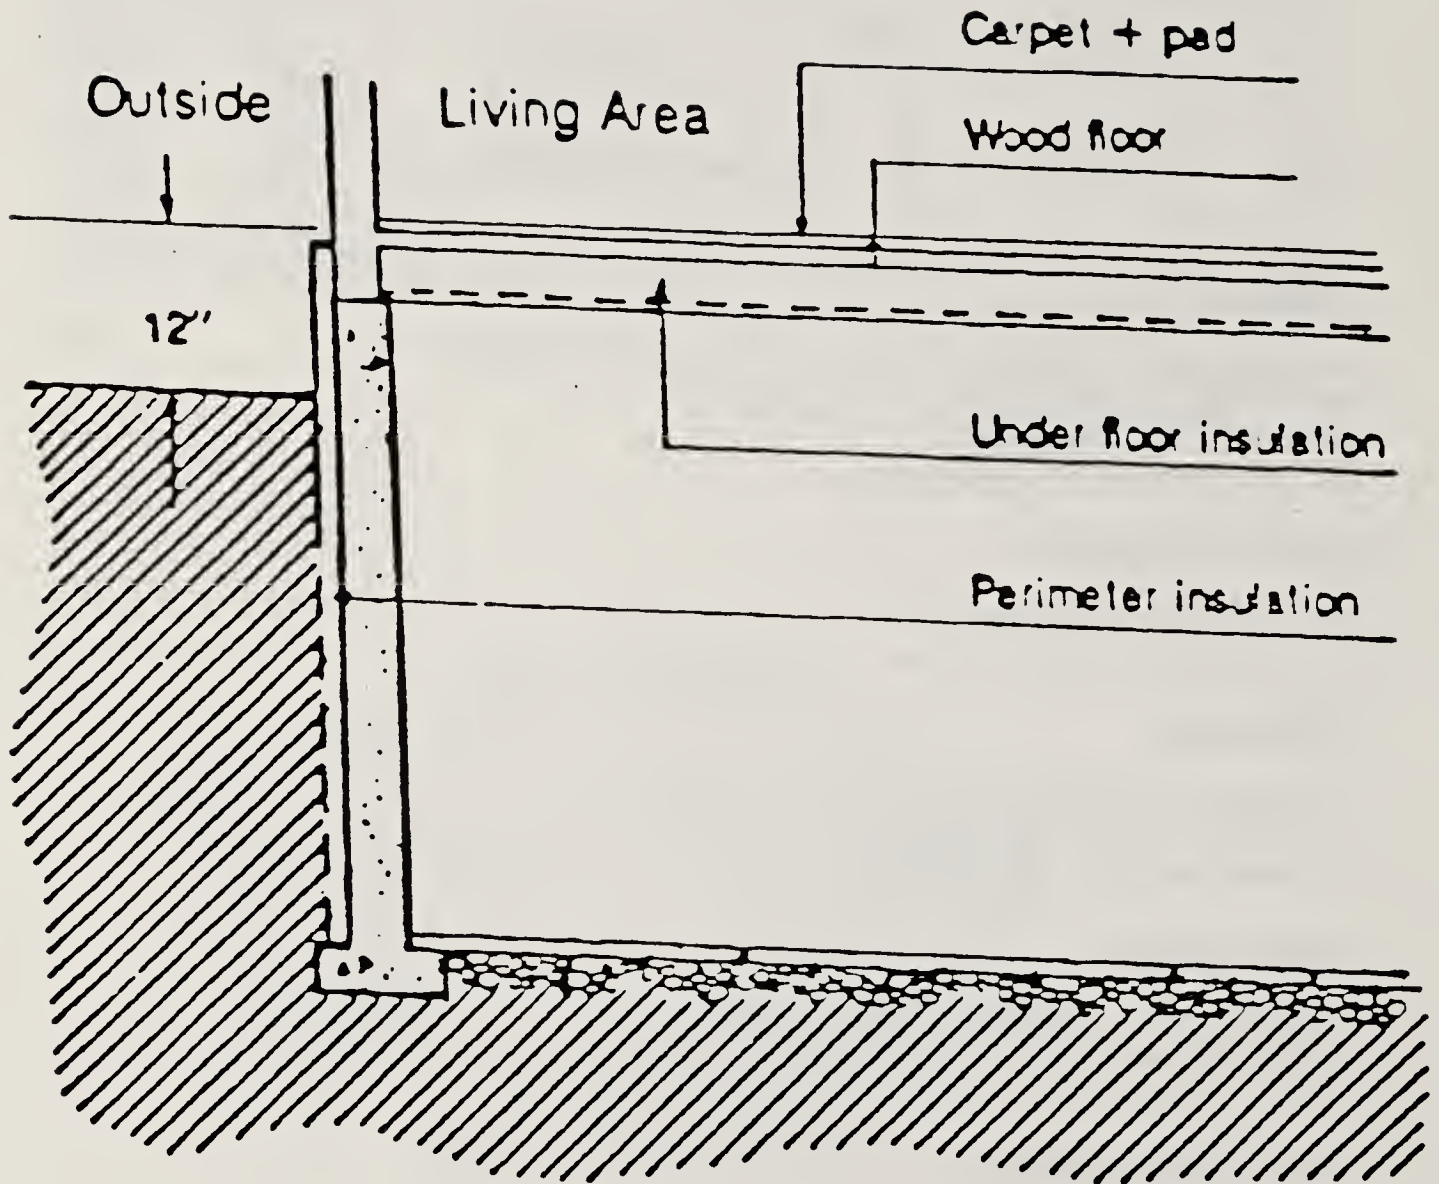 Carpet + pad
Outside
Living Area
Wood floor
12"
Under floor insulation
Perimeter insulation